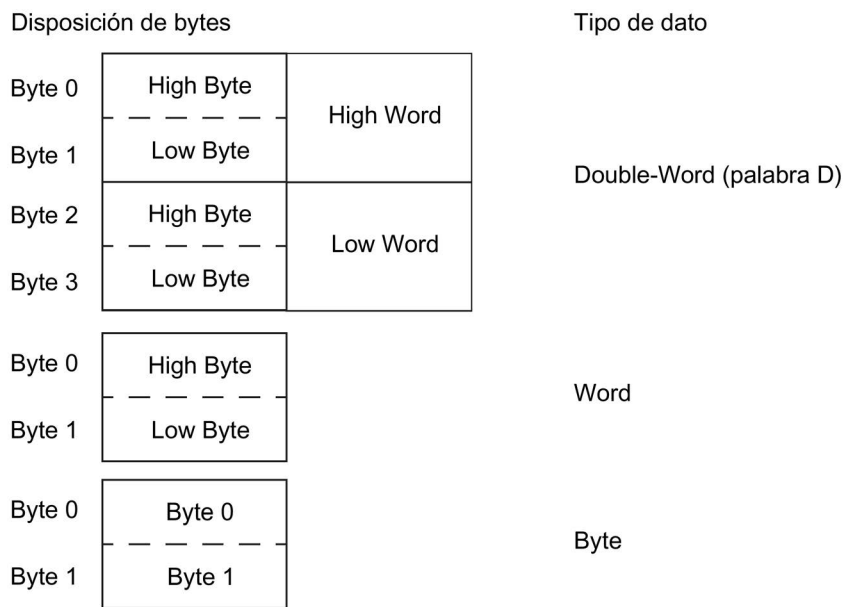 Disposición de bytes Tipo de dato
Byte 0 High Byte
High Word
Byte 1 Low Byte
Double-Word (palabra D)
Byte 2 High Byte
Low Word
Byte 3 Low Byte
Byte 0 High Byte
Word
Byte 1 Low Byte
Byte 0 Byte 0
Byte
Byte 1 Byte 1